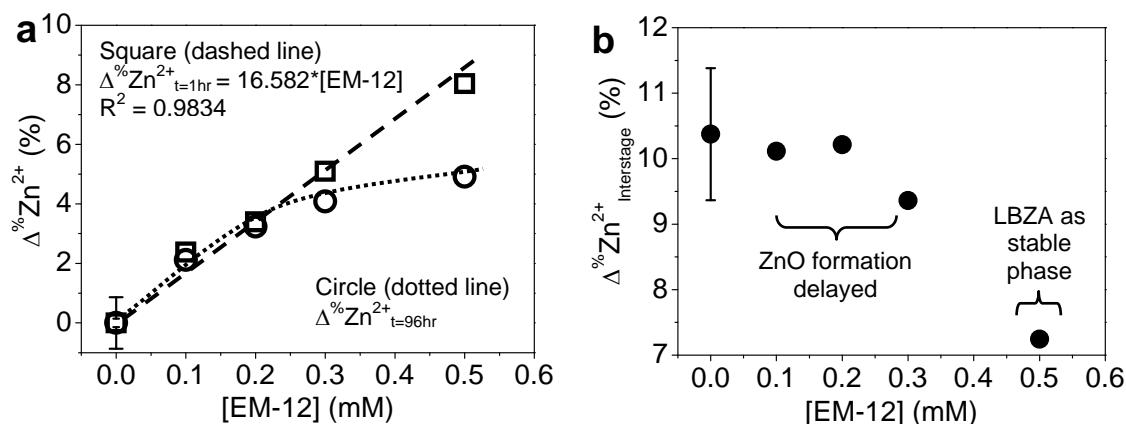 a
Square (dashed line)
Δ%Zn2+t=1hr = 16.582*[EM-12]
R2 = 0.9834
Circle (dotted line)
Δ%Zn2+t=96hr
Δ%Zn2+ (%)
10
8
6
4
2
0
0.0 0.1 0.2 0.3 0.4 0.5 0.6
[EM-12] (mM)
b
Δ%Zn2+Interstage (%)
12
11
10
9
8
7
ZnO formation
delayed
LBZA as
stable
phase
0.0 0.1 0.2 0.3 0.4 0.5 0.6
[EM-12] (mM)